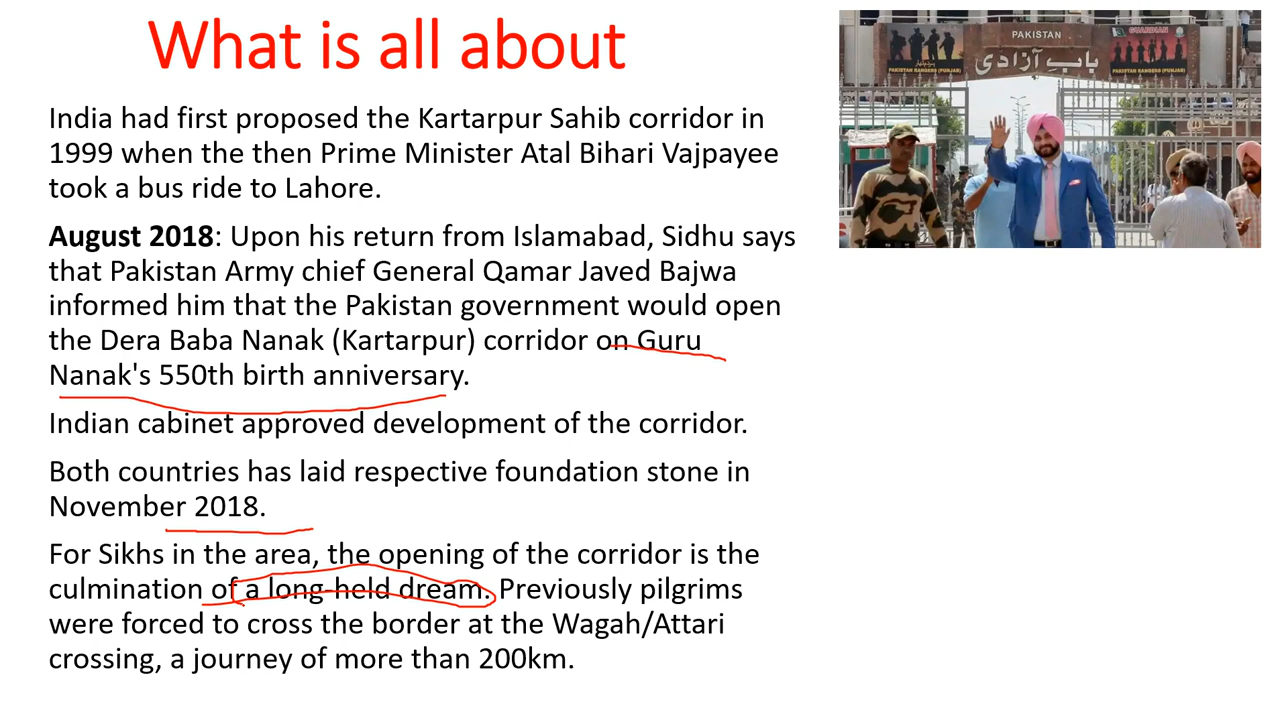 What is all about
India had first proposed the Kartarpur Sahib corridor in
1999 when the then Prime Minister Atal Bihari Vajpayee
took a bus ride to Lahore.
August 2018: Upon his return from Islamabad, Sidhu says
that Pakistan Army chief General Qamar Javed Bajwa
informed him that the Pakistan government would open
the Dera Baba Nanak (Kartarpur) corridor on Guru
Nanak's 550th birth anniversary.
Indian cabinet approved development of the corridor.
Both countries has laid respective foundation stone in
November 2018.
For Sikhs in the area, the opening of the corridor is the
culmination of a long-held dream. Previously pilgrims
were forced to cross the border at the Wagah/Attari
crossing, a journey of more than 200km.
PAKISTAN
GUARDIAN
باب آزادی
PAKISTAN RANGERS (PUNJAB)
PAKISTAN RANGERS (PUNJAB)